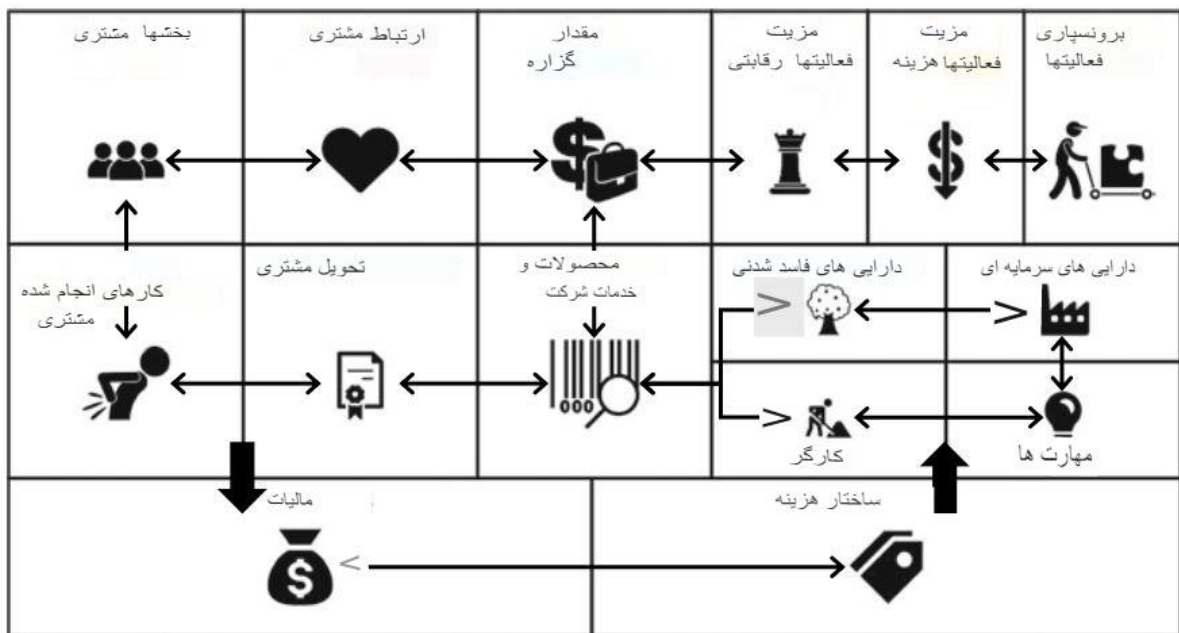 بخشها مشتری
ارتباط مشتری
مقدار
گزاره
مزیت
فعالیتها رقابتی
مزیت
فعالیتها هزینه
برونسپاری
فعالیتها
کارهای انجام شده
مشتری
تحویل مشتری
محصولات و
خدمات شرکت
000
دارایی های فاسد شدنی
دارایی های سرمایه ای
کارگر
مهارت ها
مالیات
ساختار هزینه